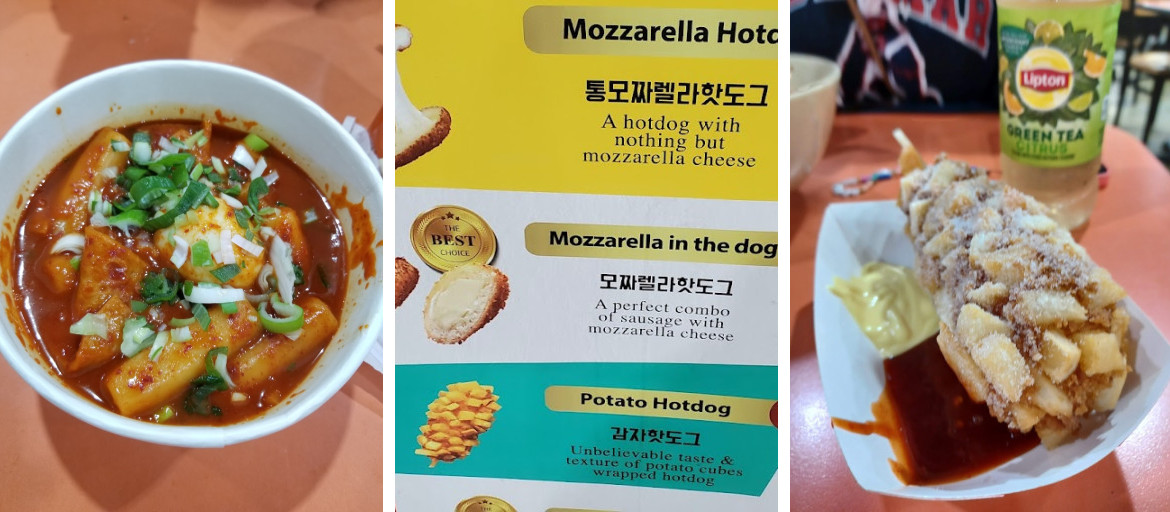 Mozzarella Hotd
통모짜렐라핫도그
A hotdog with
nothing but
mozzarella cheese
THE
BEST
CHOICE
Mozzarella in the dog
모짜렐라핫도그
A perfect combo
of sausage with
mozzarella cheese
Potato Hotdog
감자핫도그
Unbelievable taste &
texture of potato cubes
wrapped hotdog
Lipton
GREEN TEA
CITRUS